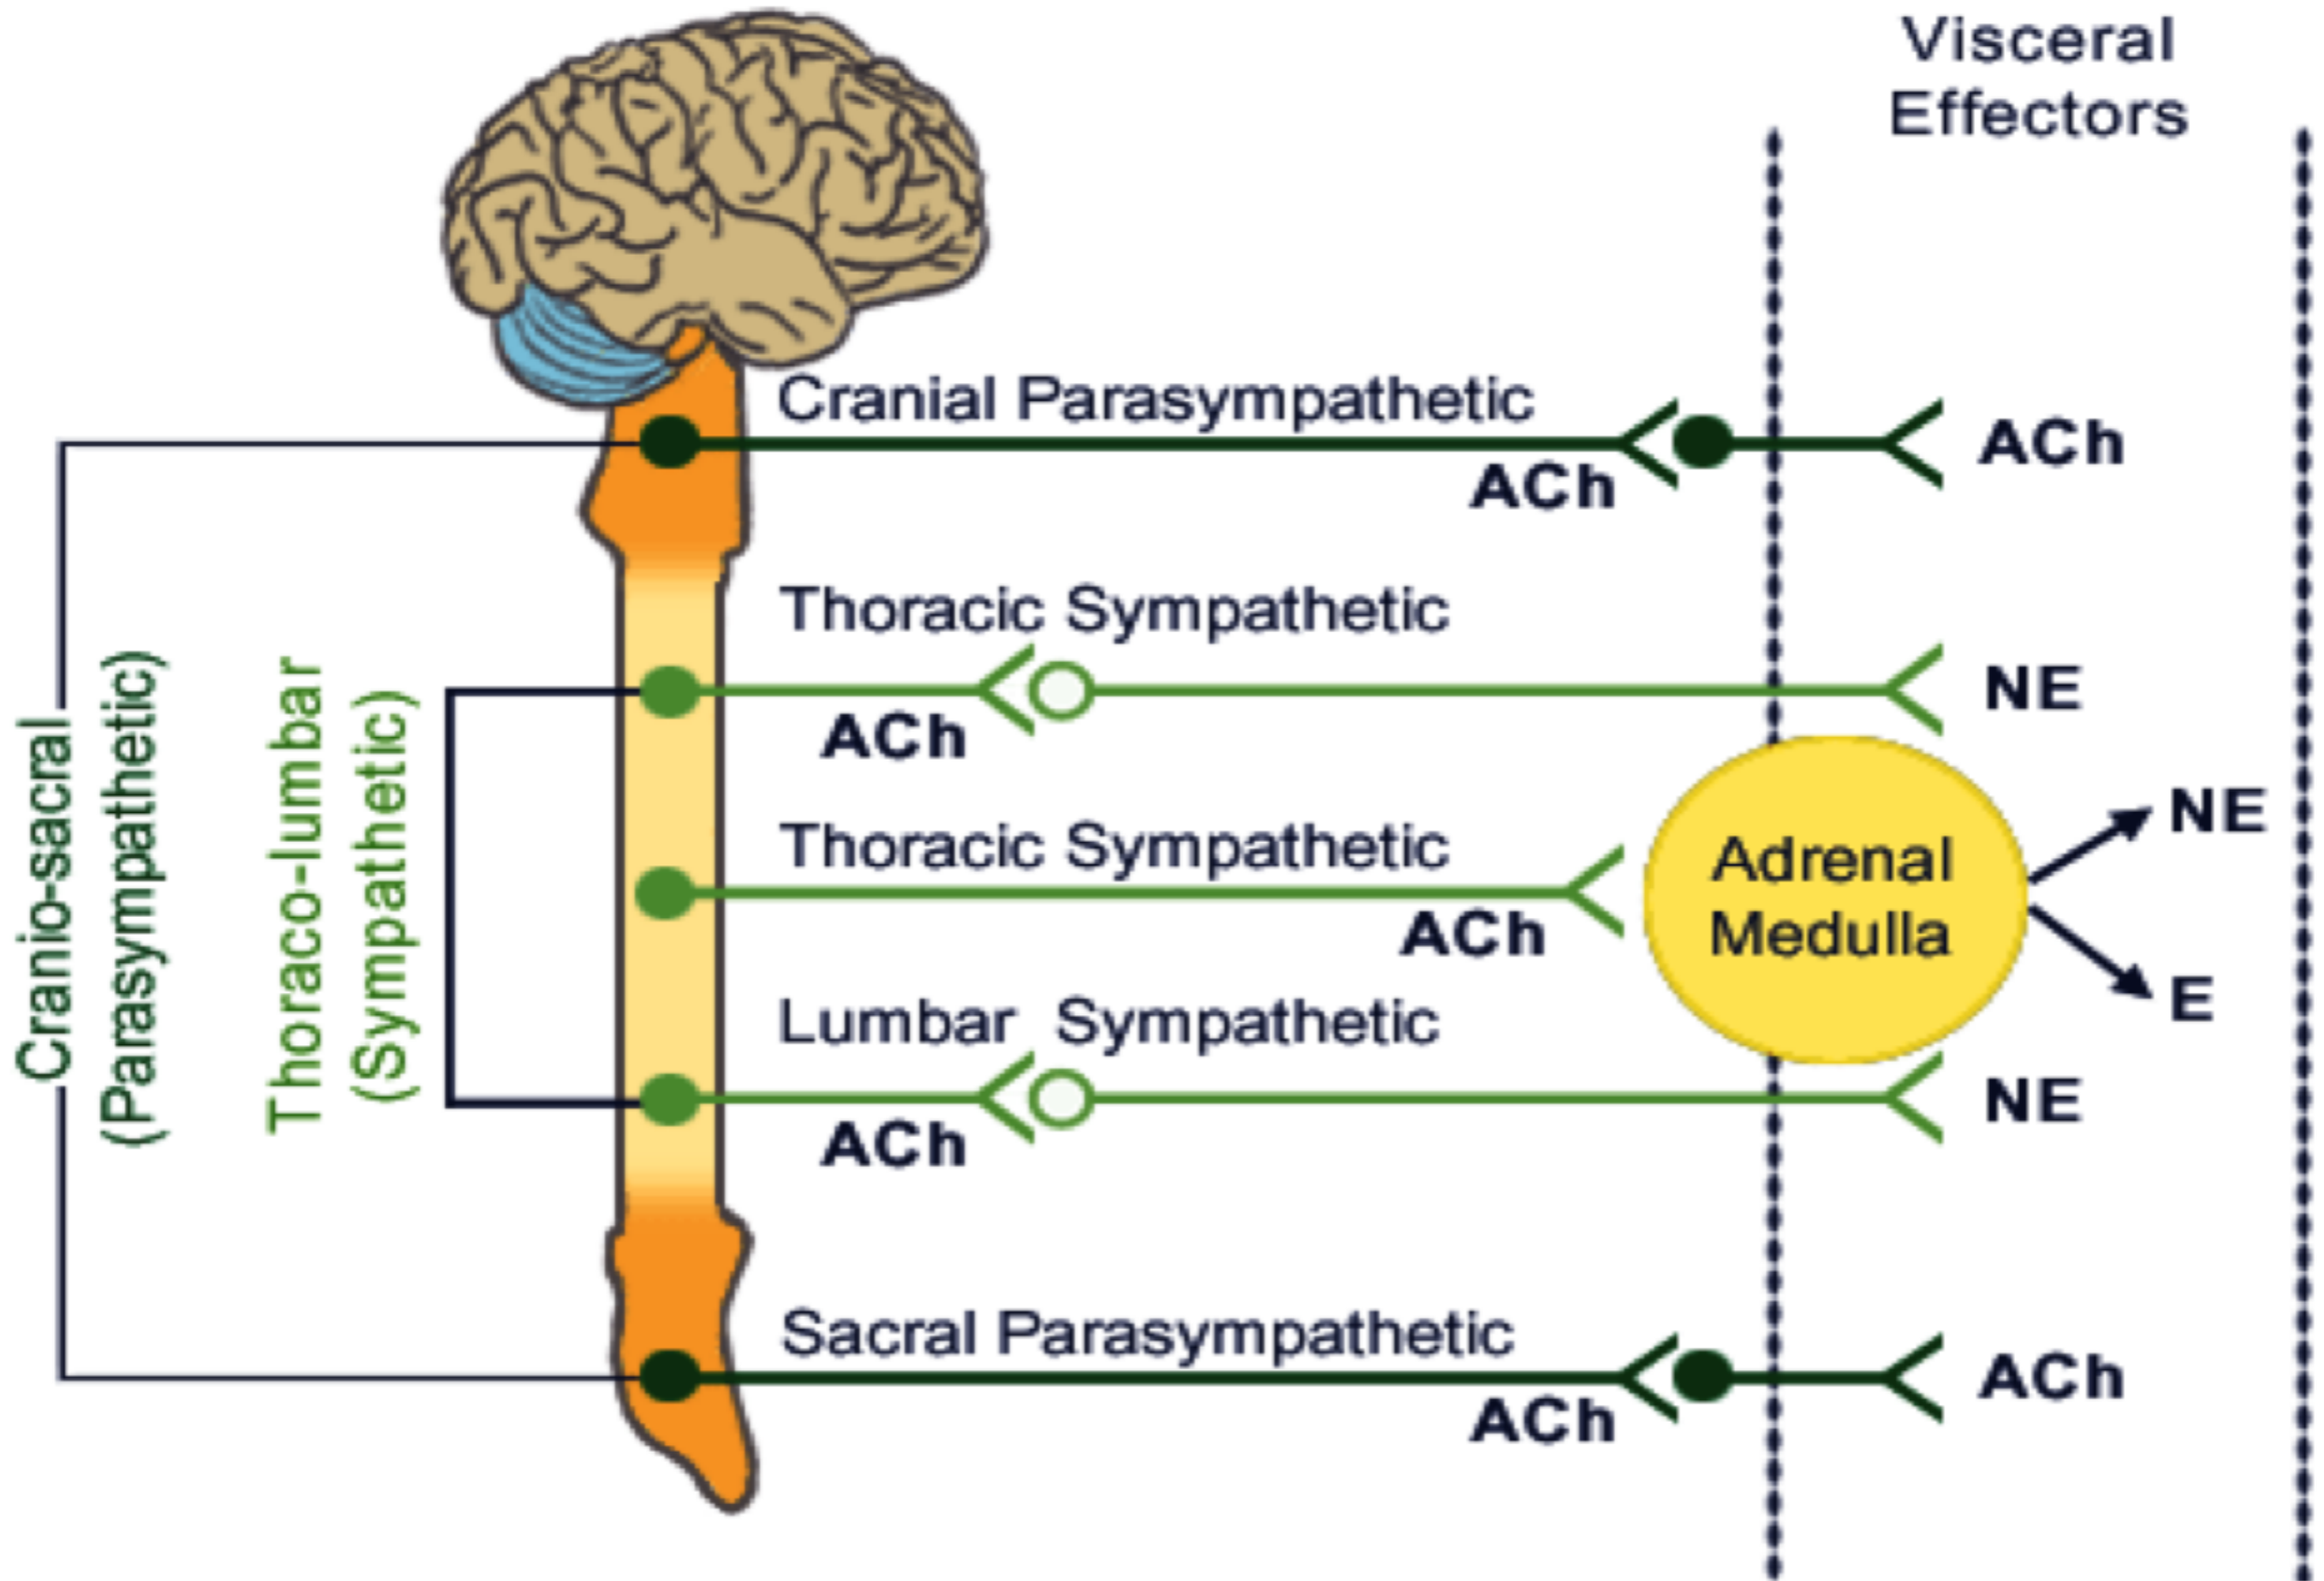 Visceral
Effectors
Cranial Parasympathetic
ACh
ACh
Thoracic Sympathetic
ACh
NE
Thoracic Sympathetic
ACh
Adrenal
Medulla
NE
E
Lumbar Sympathetic
ACh
NE
Sacral Parasympathetic
ACh
ACh
Cranio-sacral
(Parasympathetic)
Thoraco-lumbar
(Sympathetic)